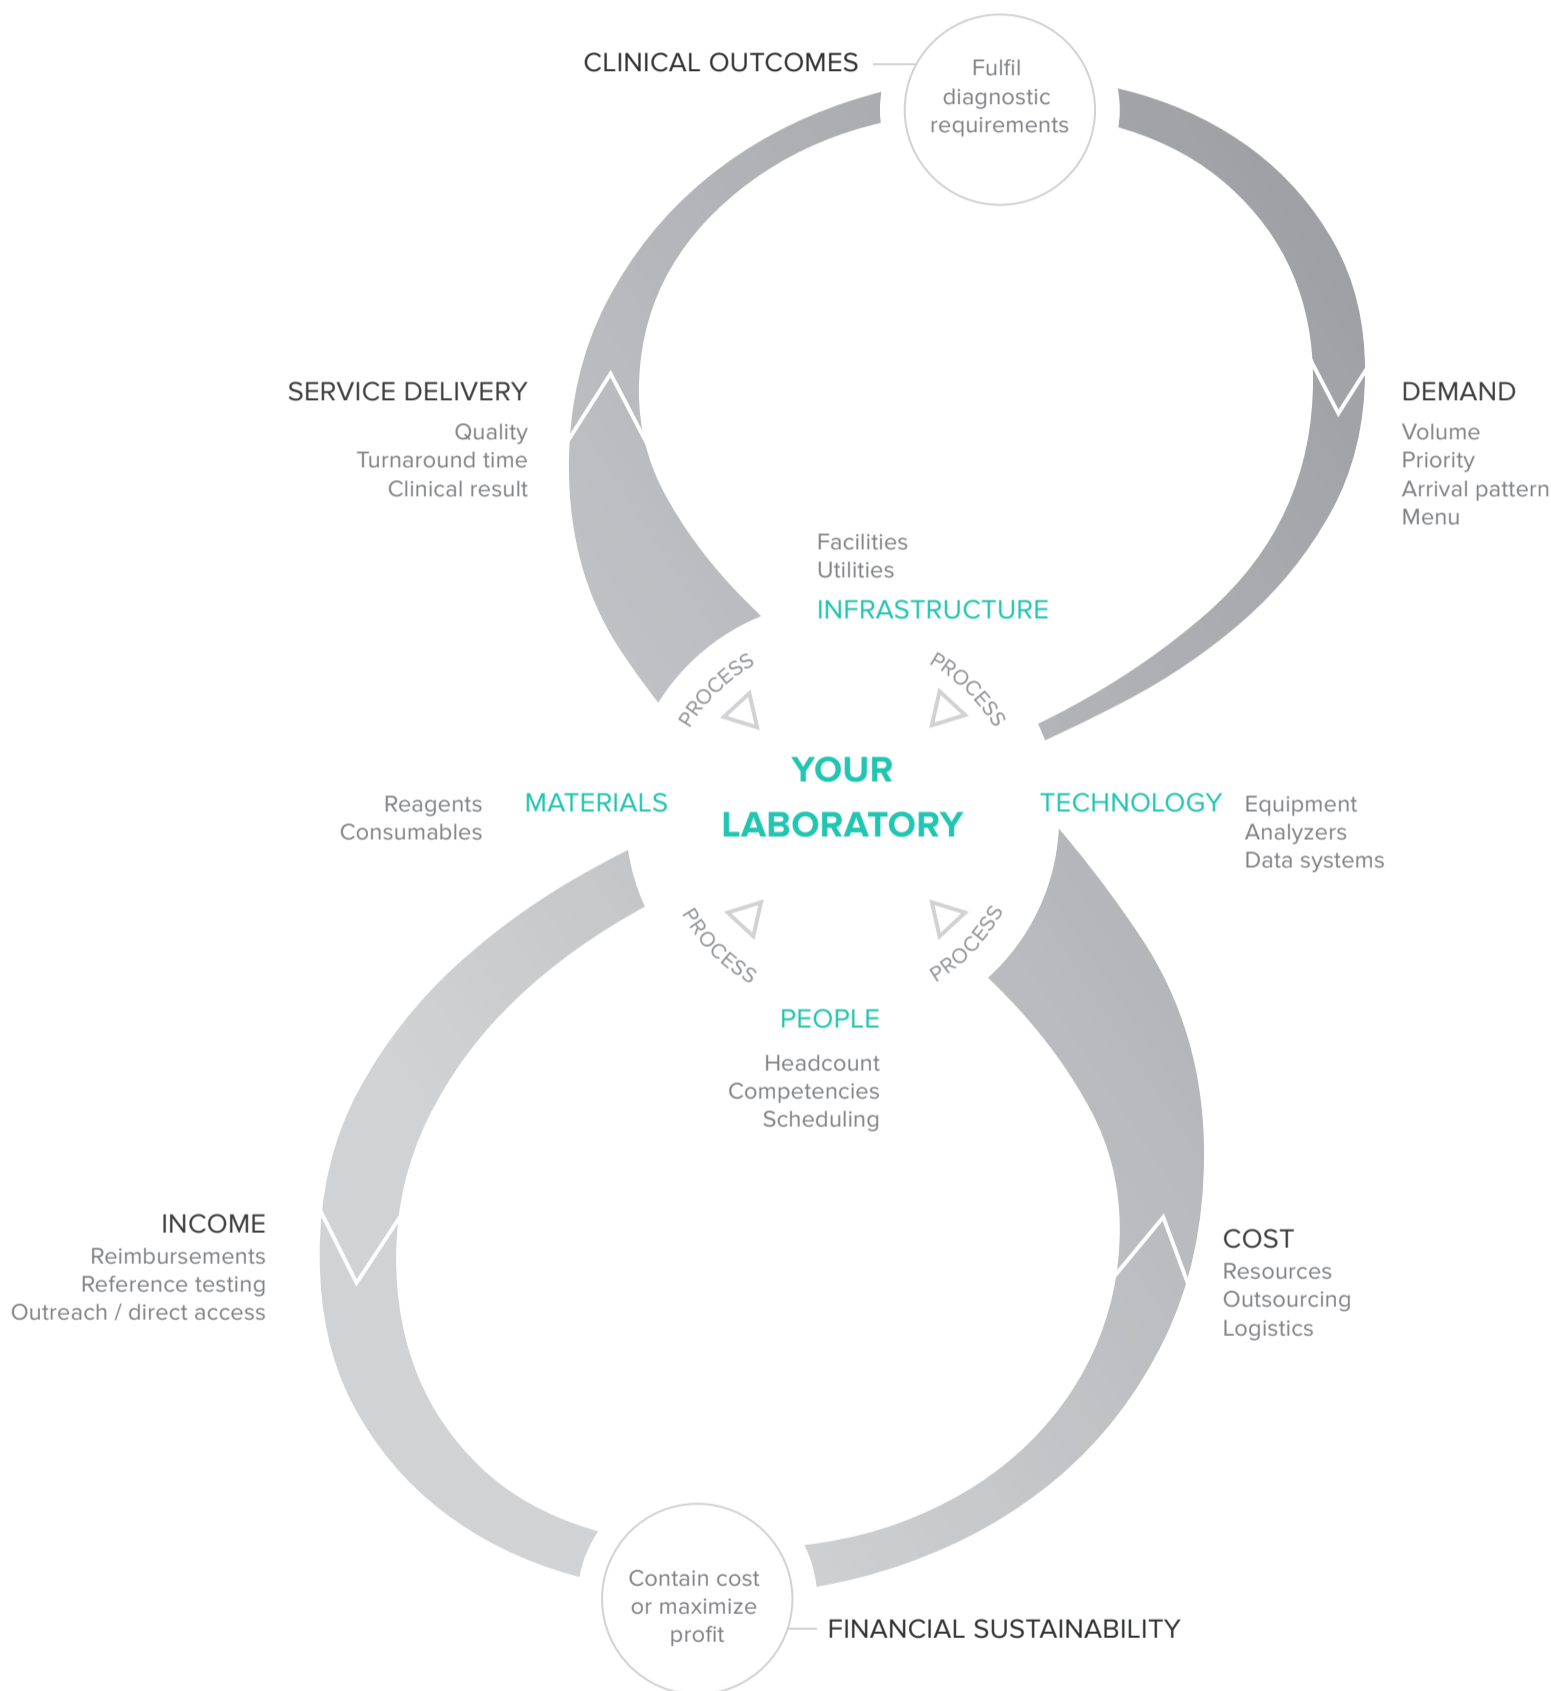 CLINICAL OUTCOMES
Fulfil
diagnostic
requirements
SERVICE DELIVERY
Quality
Turnaround time
Clinical result
DEMAND
Volume
Priority
Arrival pattern
Menu
Facilities
Utilities
INFRASTRUCTURE
PROCESS
PROCESS
YOUR
LABORATORY
Reagents
Consumables
MATERIALS
TECHNOLOGY
Equipment
Analyzers
Data systems
PROCESS
PROCESS
PEOPLE
Headcount
Competencies
Scheduling
INCOME
Reimbursements
Reference testing
Outreach / direct access
COST
Resources
Outsourcing
Logistics
Contain cost
or maximize
profit
FINANCIAL SUSTAINABILITY